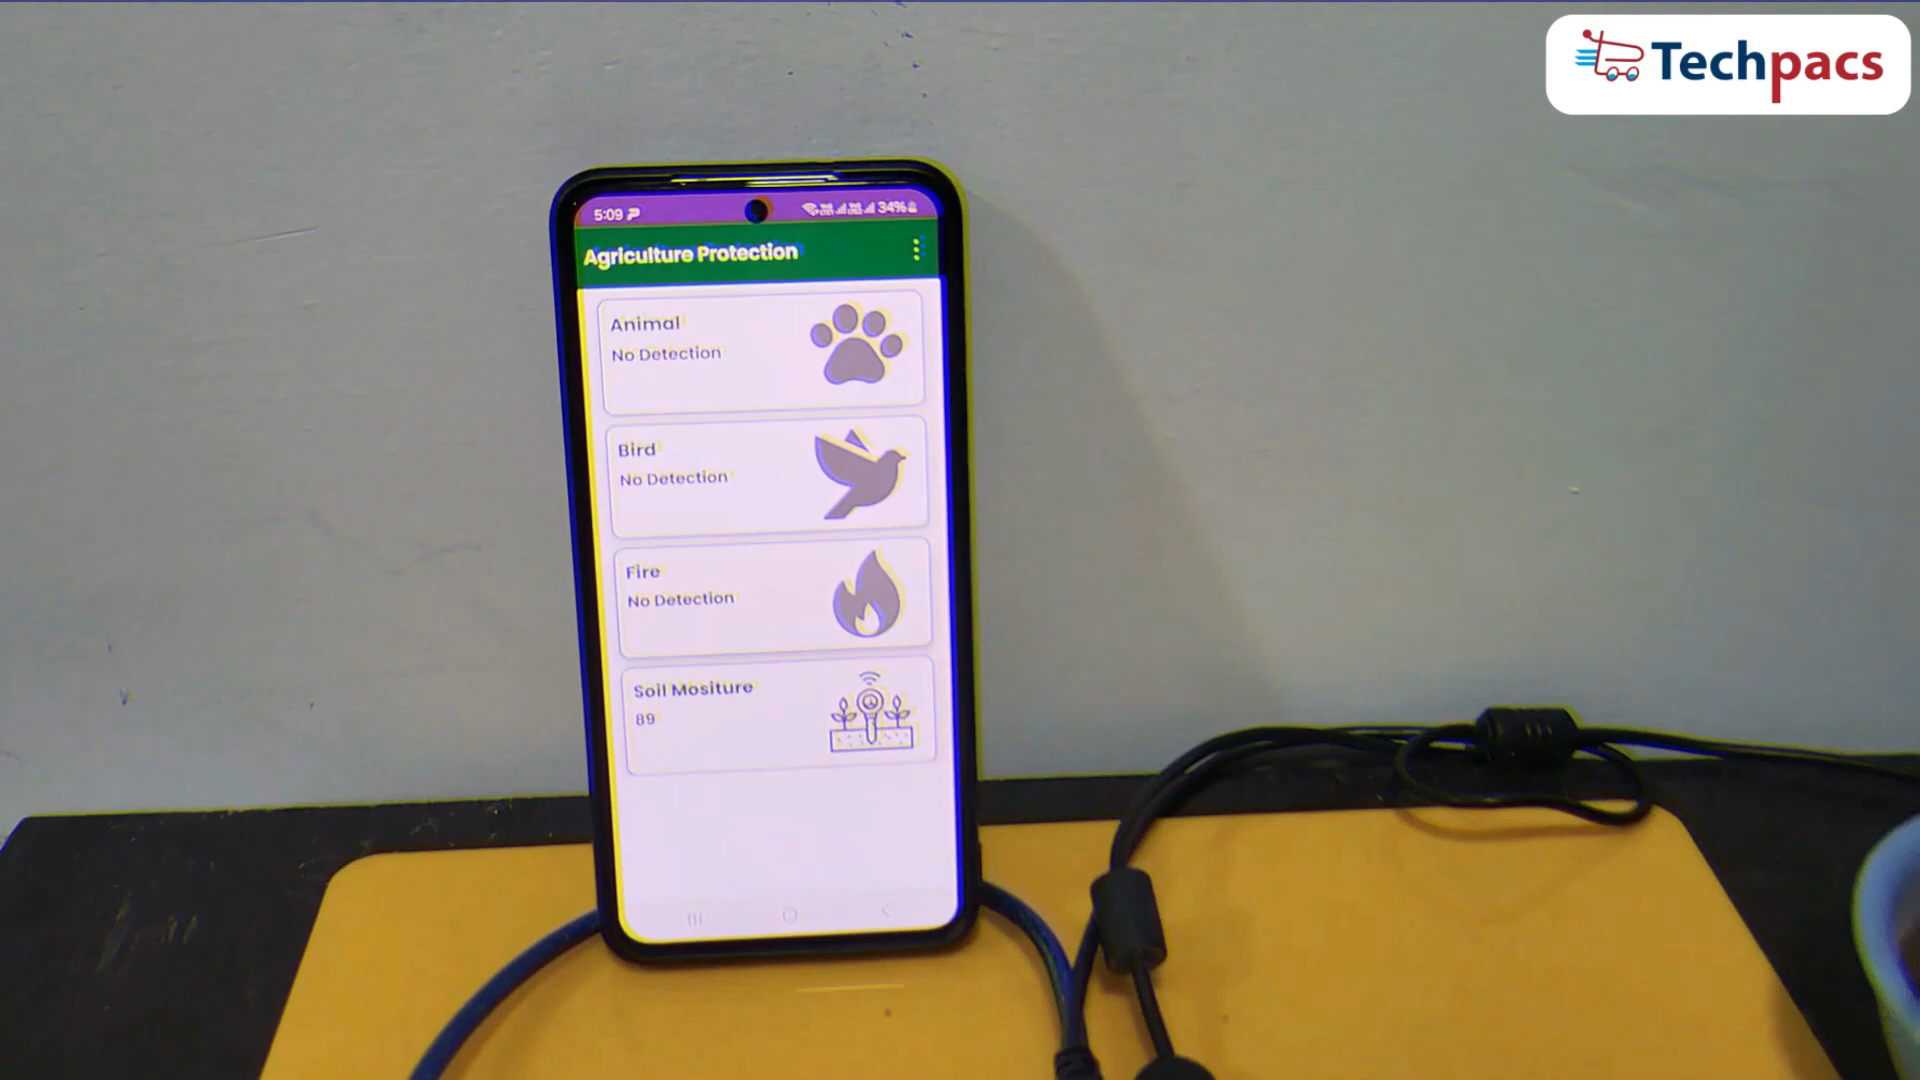 Techpacs
5:09
34%
Agriculture Protection
Animal
No Detection
Bird
No Detection
Fire
No Detection
Soil Mositure
89